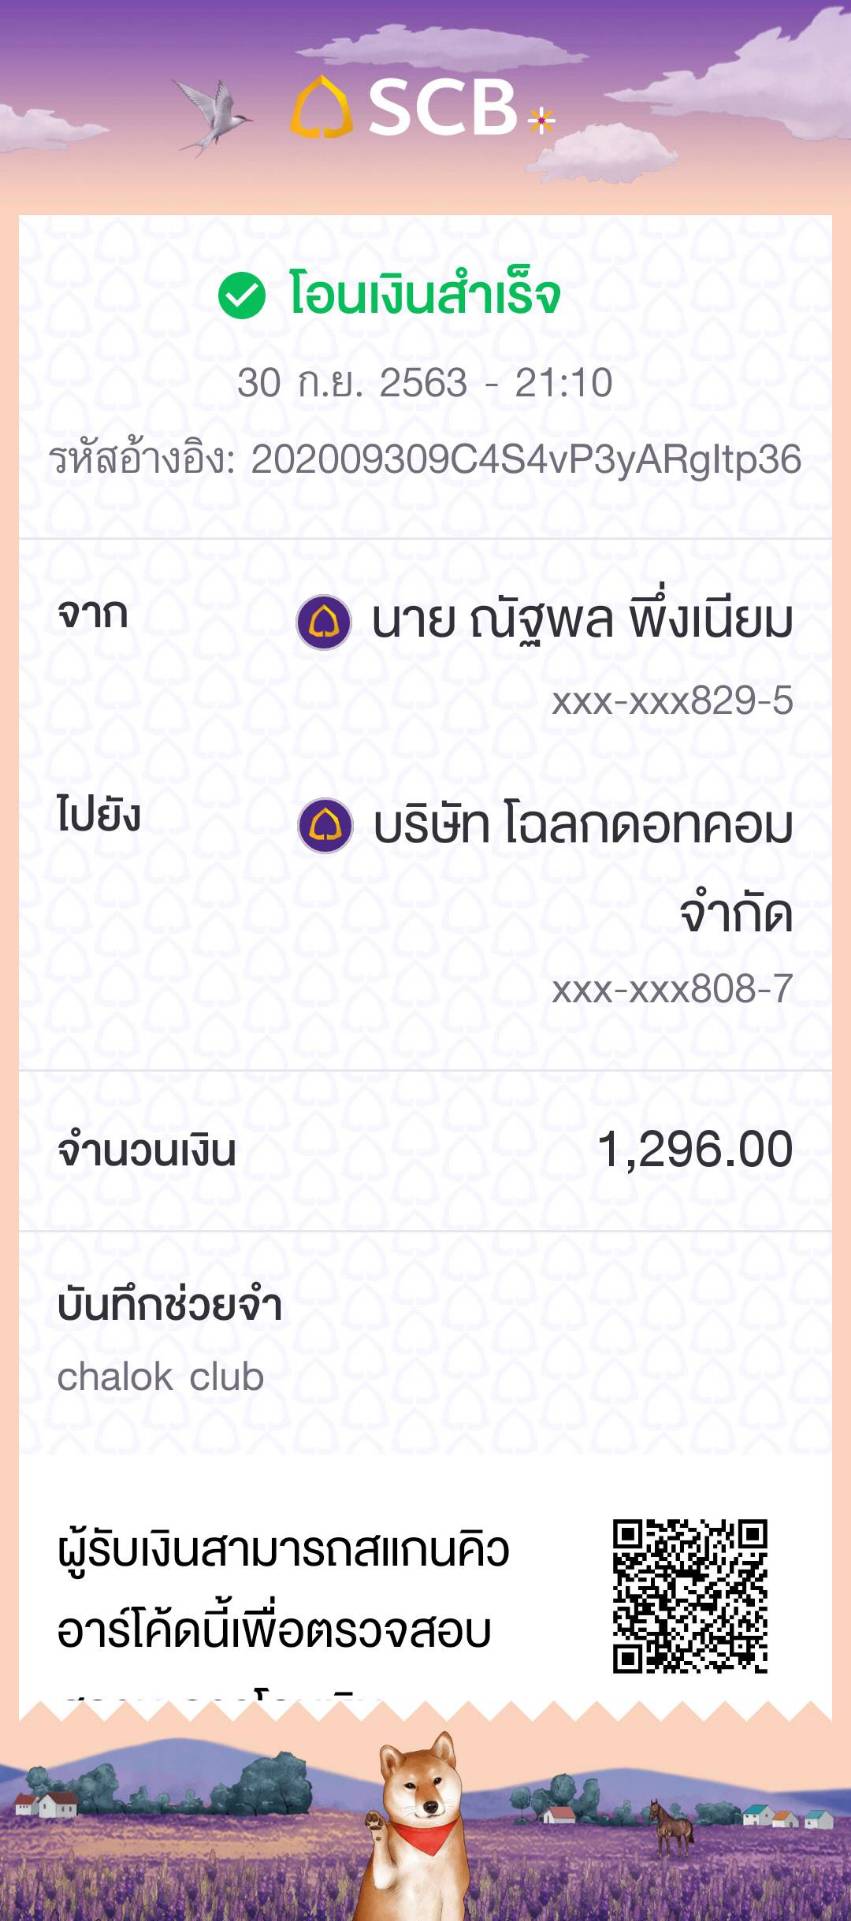 SCB
โอนเงินสำเร็จ
30 ก.ย. 2563 - 21:10
รหัสอ้างอิง: 202009309C4S4vP3yARgItp36
จาก
นาย ณัฐพล พึ่งเนียม
xxx-xxx829-5
ไปยัง
บริษัท โฉลกดอทคอม
จำกัด
xxx-xxx808-7
จำนวนเงิน
1,296.00
บันทึกช่วยจำ
chalok club
ผู้รับเงินสามารถสแกนคิว
อาร์โค้ดนี้เพื่อตรวจสอบ